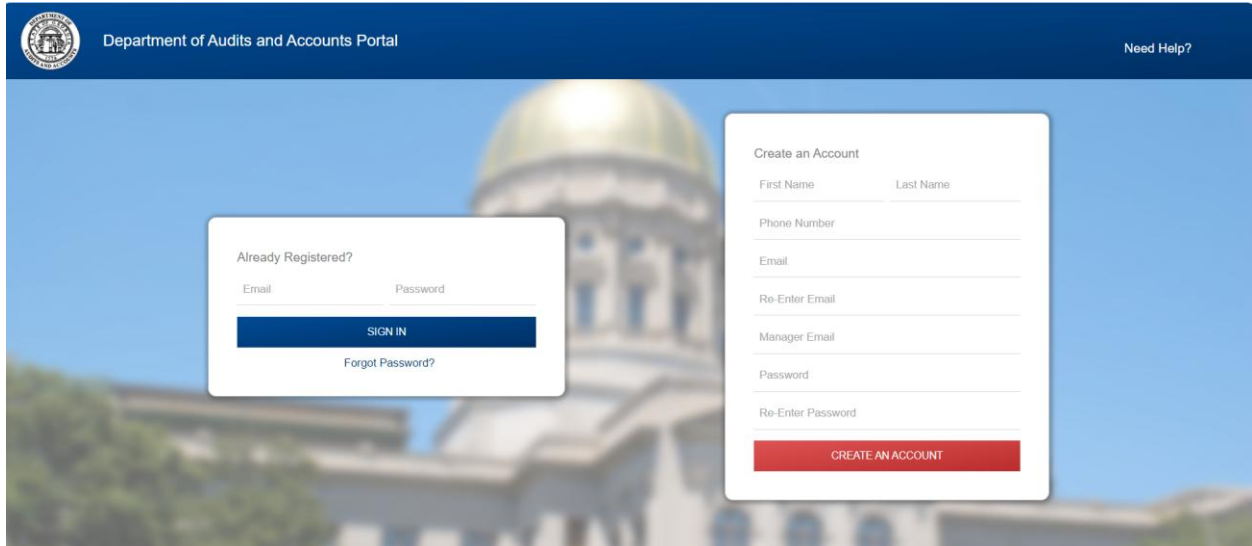 Department of Audits and Accounts Portal
Need Help?
Already Registered?
Email Password
SIGN IN
Forgot Password?
Create an Account
First Name Last Name
Phone Number
Email
Re-Enter Email
Manager Email
Password
Re-Enter Password
CREATE AN ACCOUNT